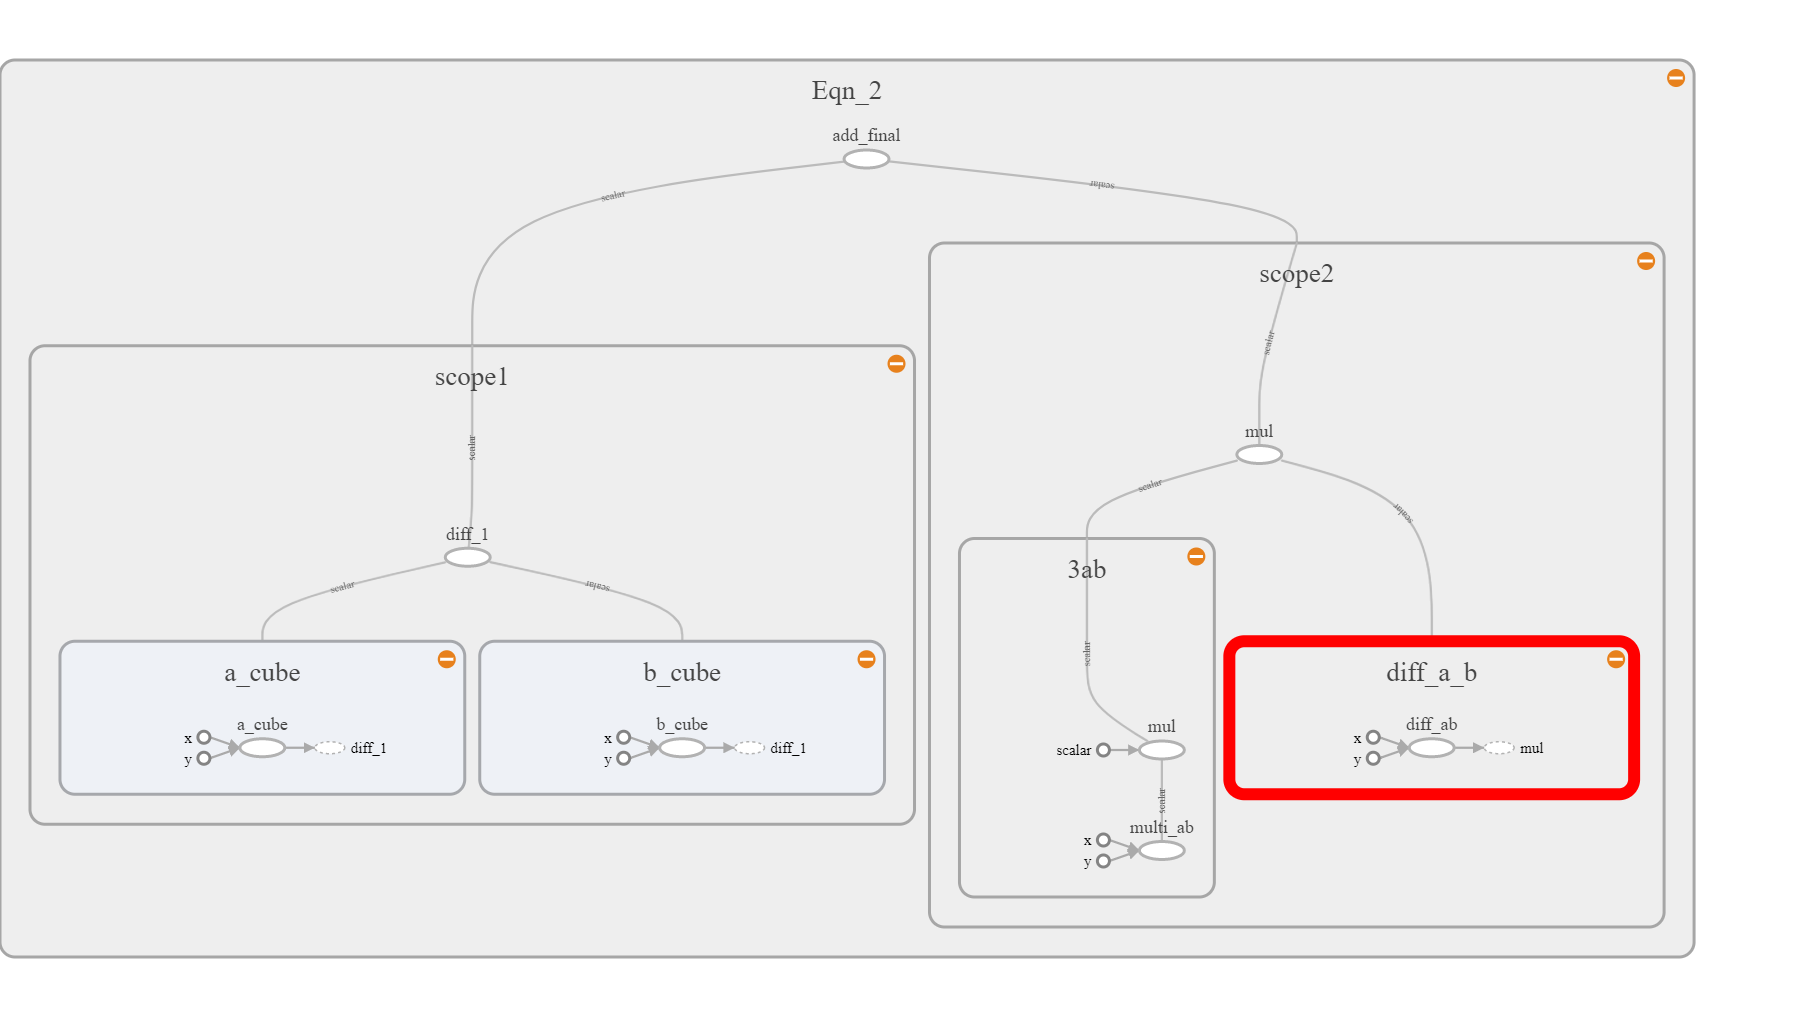 Eqn_2
add_final
scalar
scalar
scope2
scalar
scope1
scalar
mul
scalar
scalar
diff_1
scalar
scalar
3ab
scalar
a_cube
a_cube
x
y
diff_1
b_cube
b_cube
x
y
diff_1
mul
scalar
scalar
multi_ab
x
y
diff_a_b
diff_ab
x
y
mul